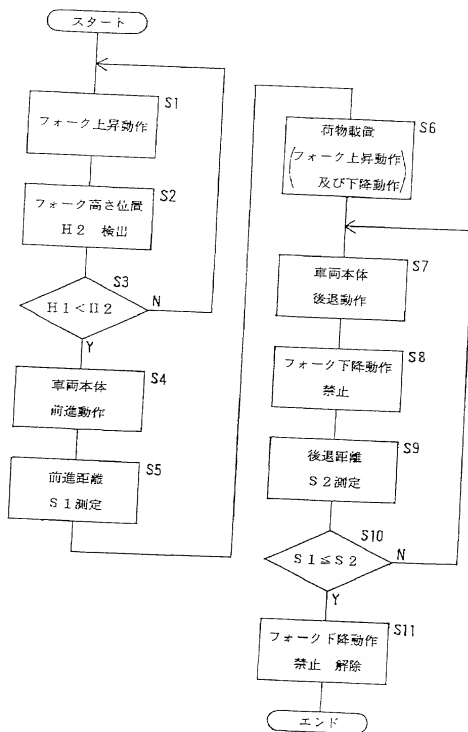 スタート
S1
フォーク上昇動作
S2
フォーク高さ位置
H2 検出
S3
H1<H2
N
Y
S4
車両本体
前進動作
S5
前進距離
S1測定
S6
荷物載置
(フォーク上昇動作
及び下降動作)
S7
車両本体
後退動作
S8
フォーク下降動作
禁止
S9
後退距離
S2測定
S10
S1≦S2
N
Y
S11
フォーク下降動作
禁止 解除
エンド